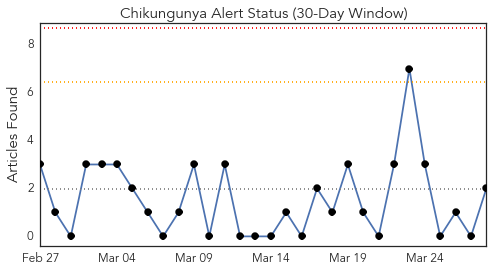 Chikungunya Alert Status (30-Day Window)
Articles Found
8
6
4
2
0
Feb 27 Mar 04 Mar 09 Mar 14 Mar 19 Mar 24